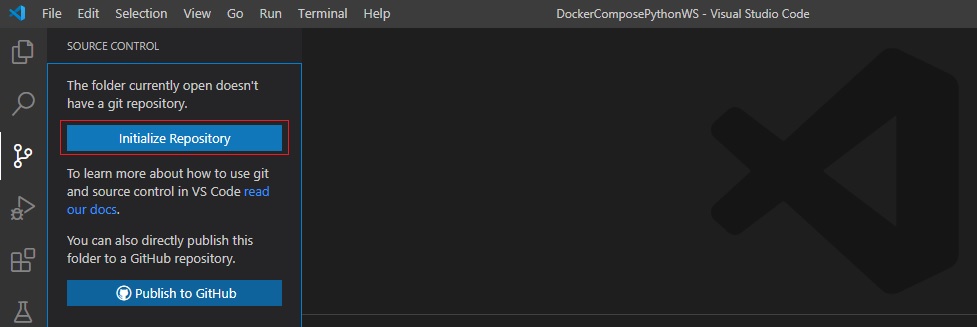 File Edit Selection View Go Run Terminal Help DockerComposePythonWS - Visual Studio Code
SOURCE CONTROL
The folder currently open doesn't
have a git repository.
Initialize Repository
To learn more about how to use git
and source control in VS Code read
our docs.
You can also directly publish this
folder to a GitHub repository.
Publish to GitHub